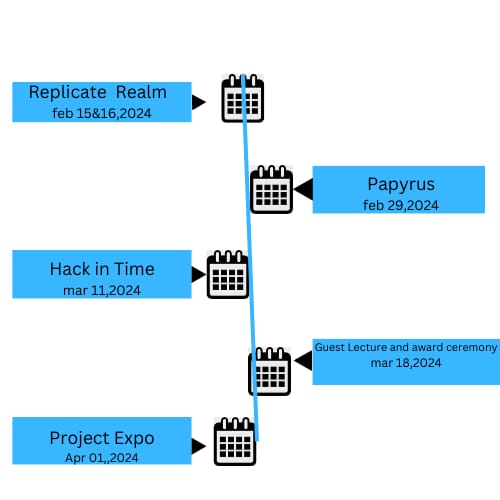 Replicate Realm
feb 15&16,2024
Papyrus
feb 29,2024
Hack in Time
mar 11,2024
Guest Lecture and award ceremony
mar 18,2024
Project Expo
Apr 01,,2024